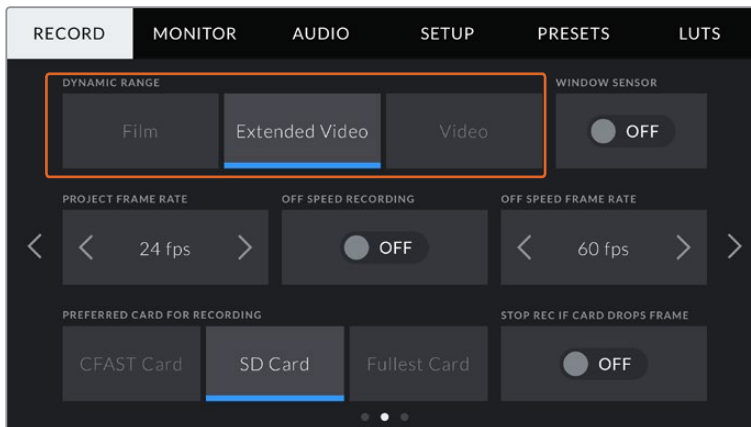 RECORD MONITOR AUDIO SETUP PRESETS LUTS
DYNAMIC RANGE WINDOW SENSOR
Film Extended Video Video OFF
PROJECT FRAME RATE OFF SPEED RECORDING OFF SPEED FRAME RATE
24 fps OFF 60 fps
PREFERRED CARD FOR RECORDING STOP REC IF CARD DROPS FRAME
CFAST Card SD Card Fullest Card OFF